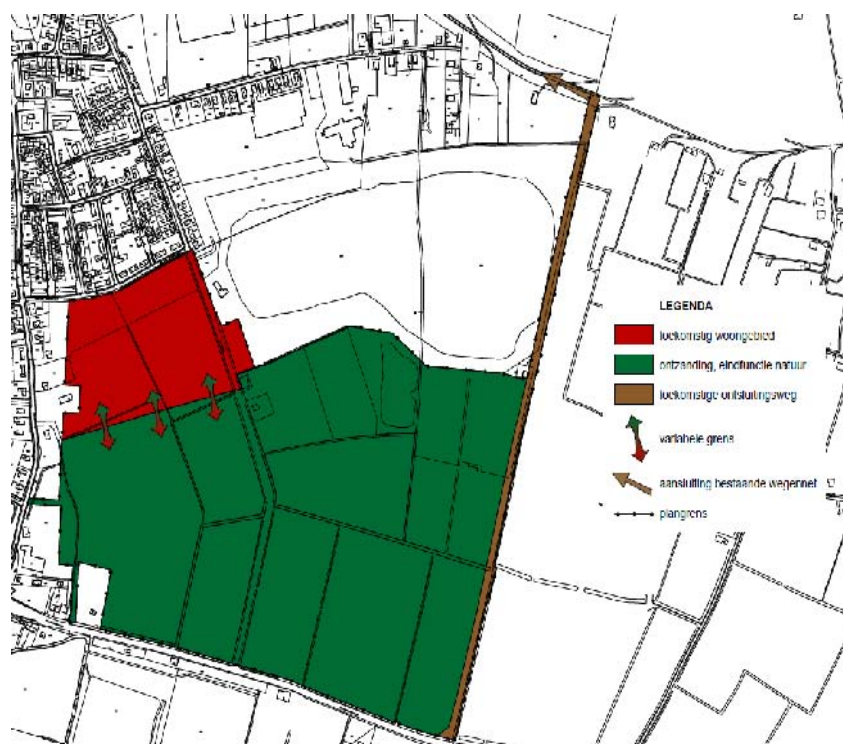 LEGENDA
toekomstig woongebied
ontzanding, eindfunctie natuur
toekomstige ontsluitingsweg
variabele grens
aansluiting bestaande wegennet
plangrens